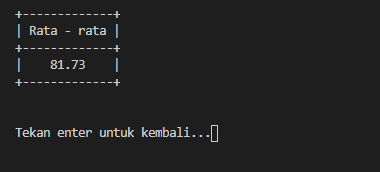 +-------------+
| Rata - rata |
+-------------+
|    81.73    |
+-------------+
Tekan enter untuk kembali...